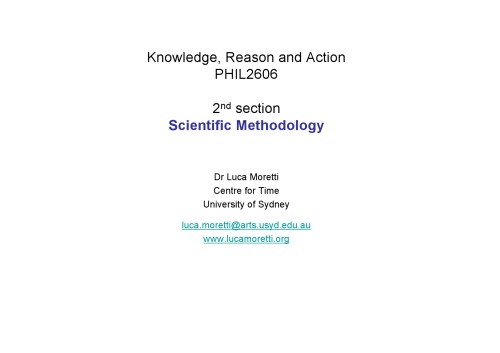 Knowledge, Reason and Action
PHIL2606
2nd section
Scientific Methodology
Dr Luca Moretti
Centre for Time
University of Sydney
luca.moretti@arts.usyd.edu.au
www.lucamoretti.org